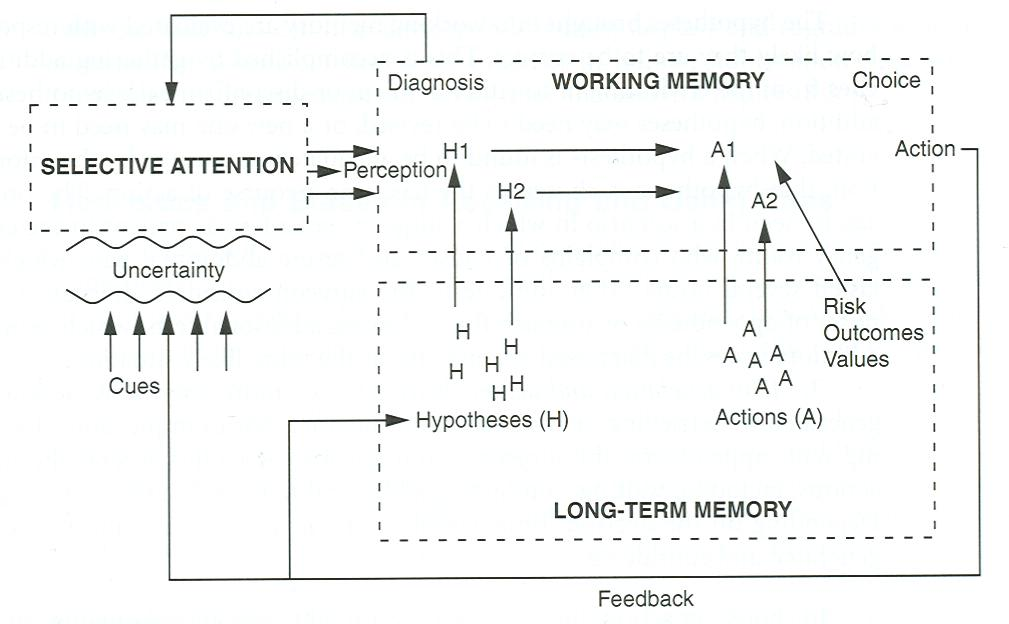 Diagnosis
WORKING MEMORY
Choice
SELECTIVE ATTENTION
Perception
H1
A1
Action
H2
A2
Uncertainty
Cues
Risk
Outcomes
Values
H
H
H
H
H
H
A
A
A
A
A
A
Hypotheses (H)
Actions (A)
LONG-TERM MEMORY
Feedback